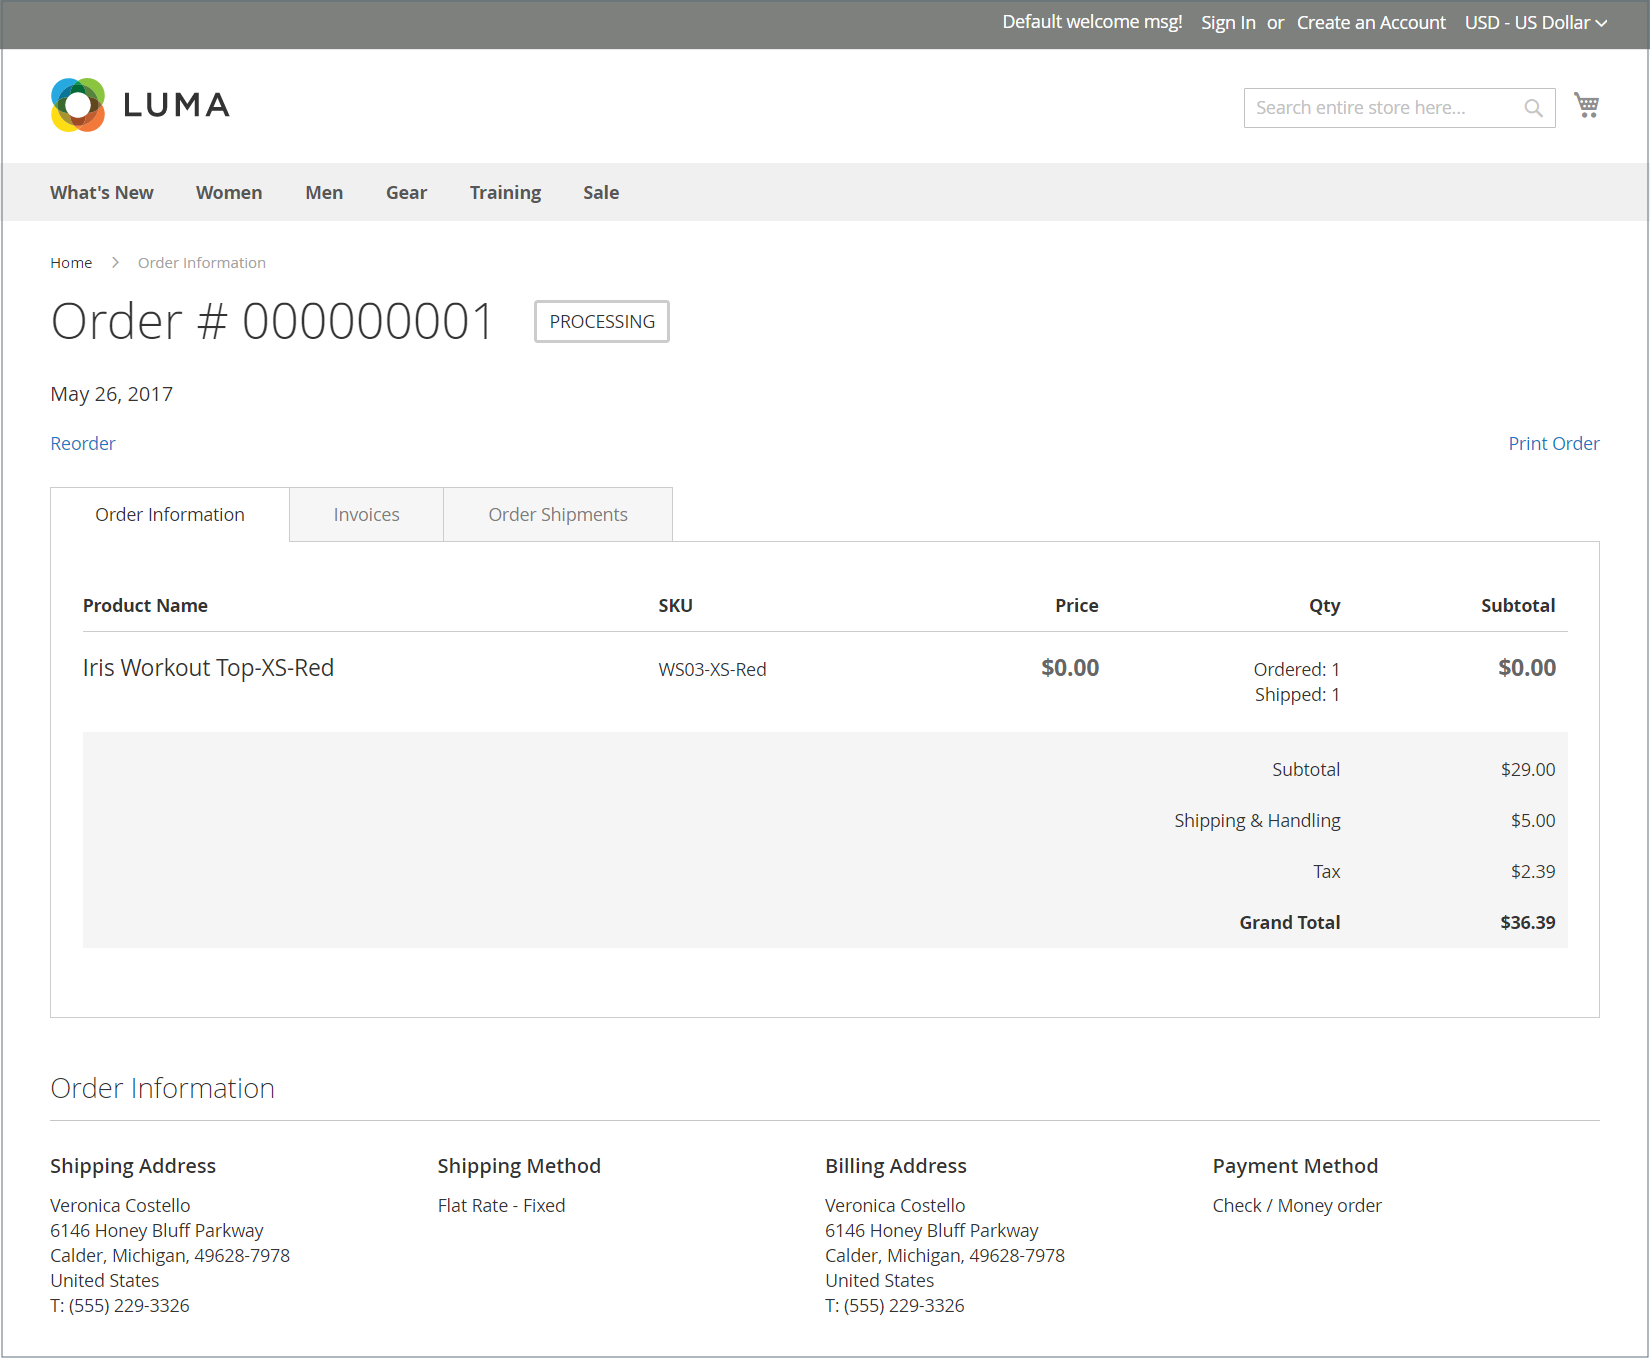 Default welcome msg! Sign In or Create an Account USD - US Dollar
LUMA
Search entire store here...
What's New Women Men Gear Training Sale
Home Order Information
Order # 000000001 PROCESSING
May 26, 2017
Reorder Print Order
Order Information Invoices Order Shipments
Product Name SKU Price Qty Subtotal
Iris Workout Top-XS-Red WS03-XS-Red $0.00 Ordered: 1 $0.00
Shipped: 1
Subtotal $29.00
Shipping & Handling $5.00
Tax $2.39
Grand Total $36.39
Order Information
Shipping Address
Veronica Costello
6146 Honey Bluff Parkway
Calder, Michigan, 49628-7978
United States
T: (555) 229-3326
Shipping Method
Flat Rate - Fixed
Billing Address
Veronica Costello
6146 Honey Bluff Parkway
Calder, Michigan, 49628-7978
United States
T: (555) 229-3326
Payment Method
Check / Money order